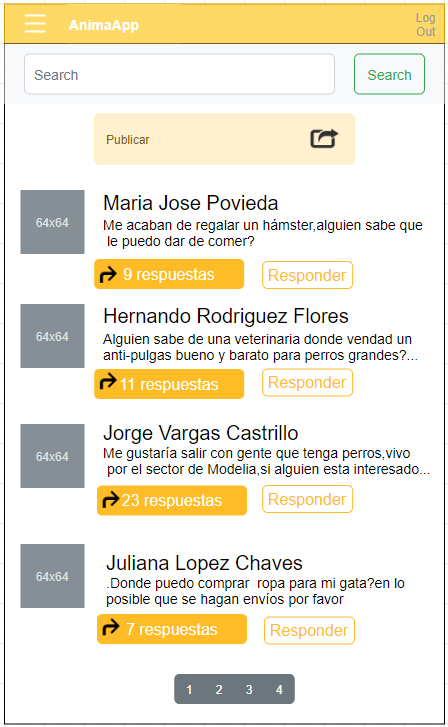 AnimaApp
Log
Out
Search
Search
Publicar
64x64
Maria Jose Povieda
Me acaban de regalar un hámster,alguien sabe que
le puedo dar de comer?
9 respuestas
Responder
64x64
Hernando Rodriguez Flores
Alguien sabe de una veterinaria donde vendad un
anti-pulgas bueno y barato para perros grandes?...
11 respuestas
Responder
64x64
Jorge Vargas Castrillo
Me gustaría salir con gente que tenga perros,vivo
por el sector de Modelia,si alguien esta interesado...
23 respuestas
Responder
64x64
Juliana Lopez Chaves
.Donde puedo comprar ropa para mi gata?en lo
posible que se hagan envíos por favor
7 respuestas
Responder
1 2 3 4